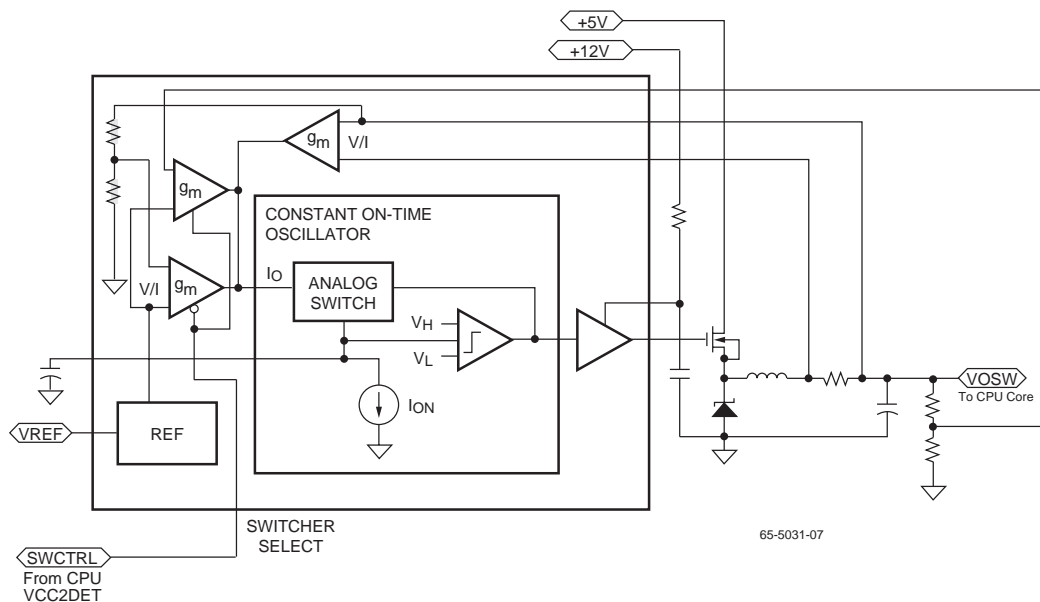 +5V
+12V
gm
V/I
gm
CONSTANT ON-TIME
OSCILLATOR
V/I
gm
IO
ANALOG
SWITCH
VH
VL
ION
VREF
REF
VOSW
To CPU Core
SWITCHER
SELECT
65-5031-07
SWCTRL
From CPU
VCC2DET